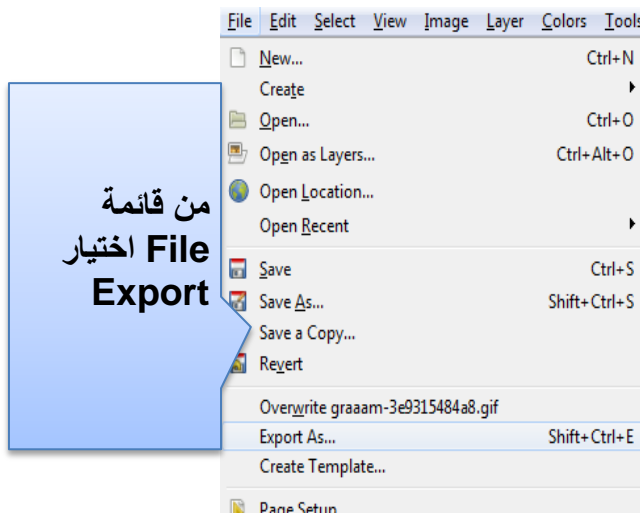 File Edit Select View Image Layer Colors Tools
New... Ctrl+N
Create
Open... Ctrl+O
Open as Layers... Ctrl+Alt+O
Open Location...
Open Recent
Save Ctrl+S
Save As... Shift+Ctrl+S
Save a Copy...
Revert
Overwrite graaam-3e9315484a8.gif
Export As... Shift+Ctrl+E
Create Template...
Page Setup
من قائمة
File اختيار
Export